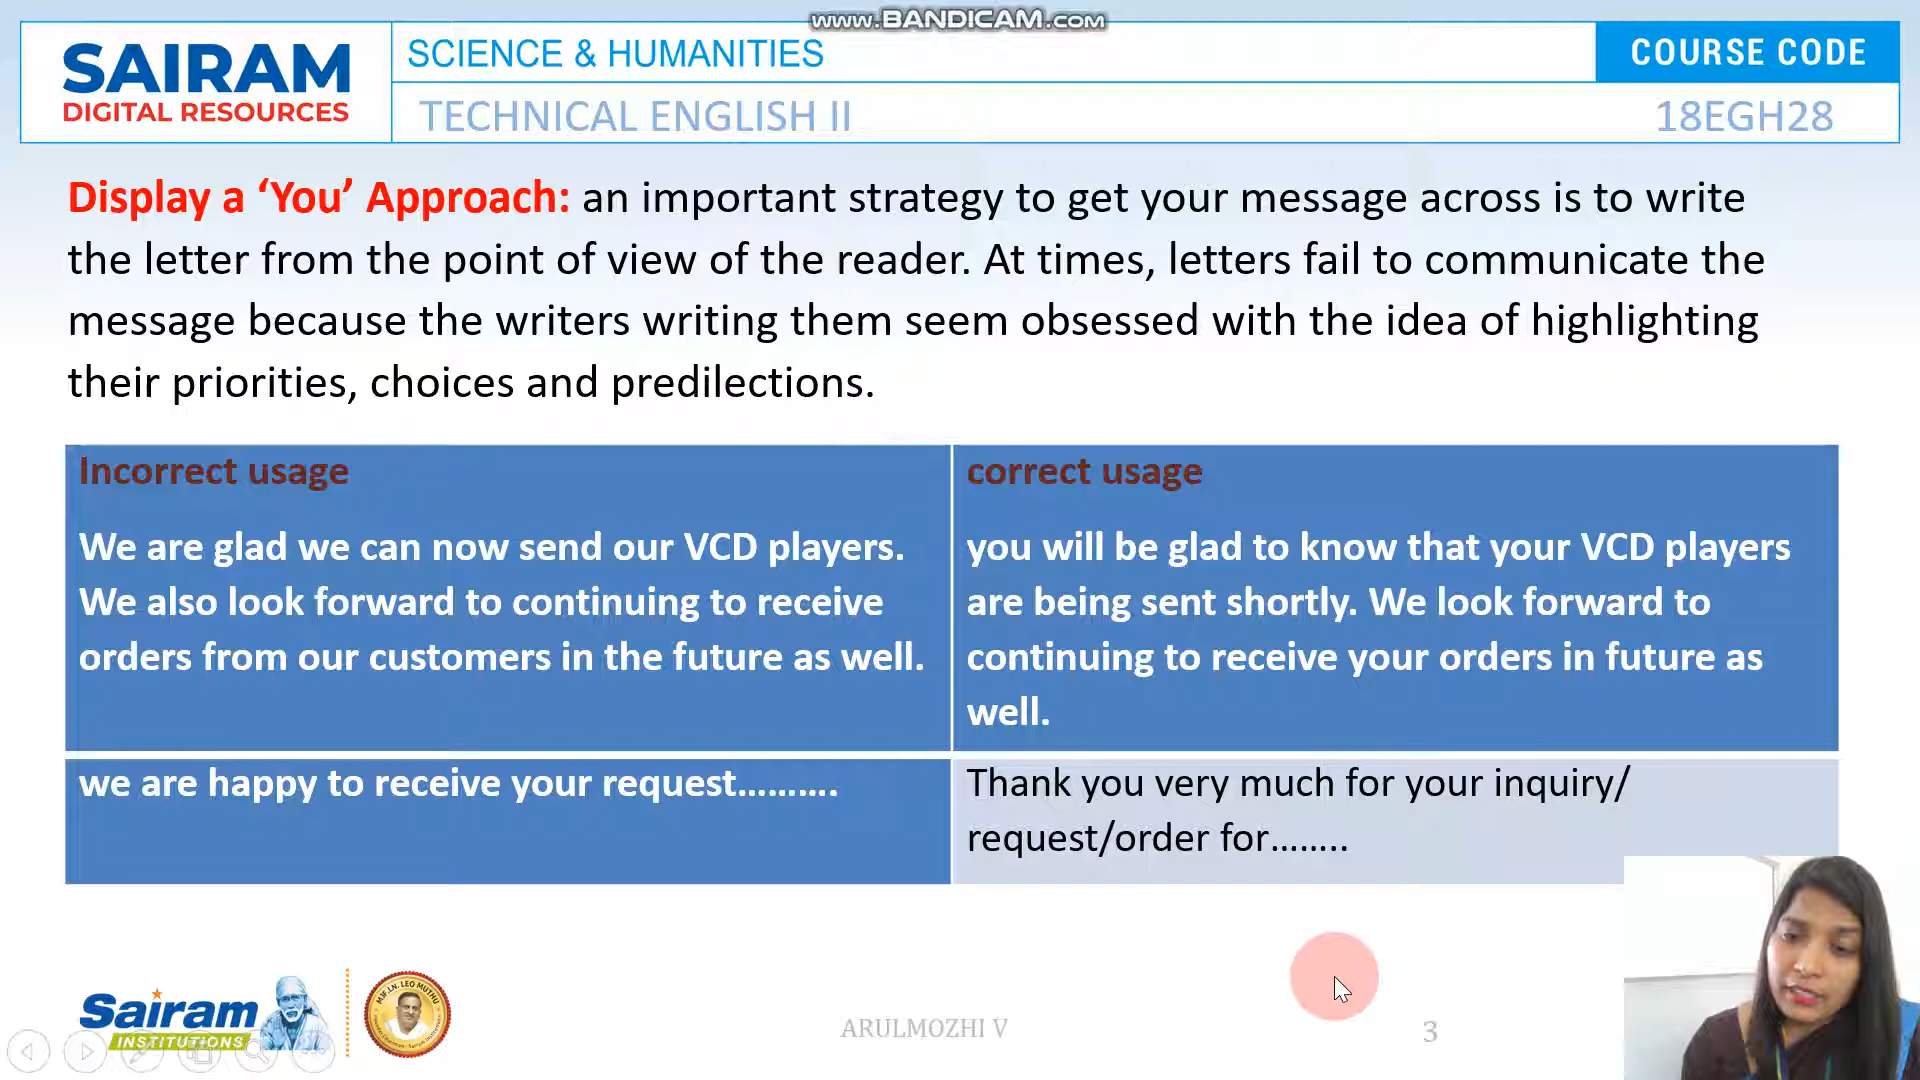 www.BANDICAM.com
SAIRAM
DIGITAL RESOURCES
SCIENCE & HUMANITIES
COURSE CODE
TECHNICAL ENGLISH II
18EGH28
Display a ‘You’ Approach: an important strategy to get your message across is to write
the letter from the point of view of the reader. At times, letters fail to communicate the
message because the writers writing them seem obsessed with the idea of highlighting
their priorities, choices and predilections.
Incorrect usage
We are glad we can now send our VCD players.
We also look forward to continuing to receive
orders from our customers in the future as well.
correct usage
you will be glad to know that your VCD players
are being sent shortly. We look forward to
continuing to receive your orders in future as
well.
we are happy to receive your request..........
Thank you very much for your inquiry/
request/order for........
Sairam
INSTITUTIONS
MJF.LN. LEO MUTHU
ARULMOZHI V
3